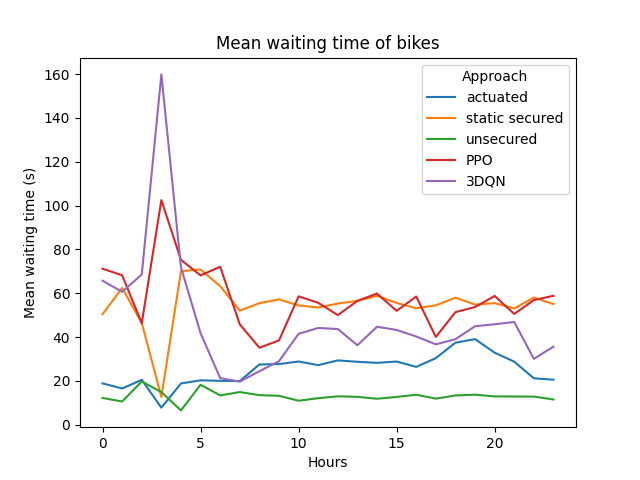 Mean waiting time of bikes
Approach
actuated
static secured
unsecured
PPO
3DQN
Mean waiting time (s)
160
140
120
100
80
60
40
20
0
0 5 10 15 20
Hours